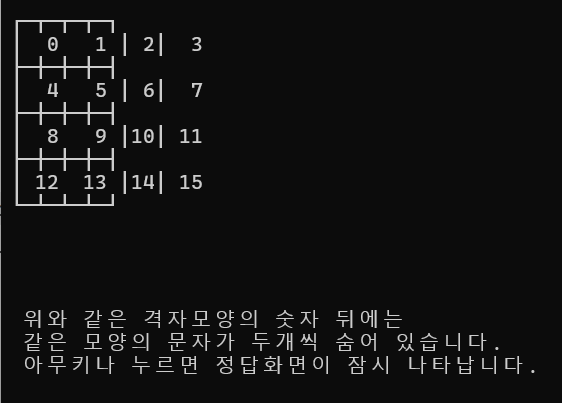 0 1 2 3
4 5 6 7
8 9 10 11
12 13 14 15
위와 같은 격자모양의 숫자 뒤에는
같은 모양의 문자가 두개씩 숨어 있습니다.
아무키나 누르면 정답화면이 잠시 나타납니다.